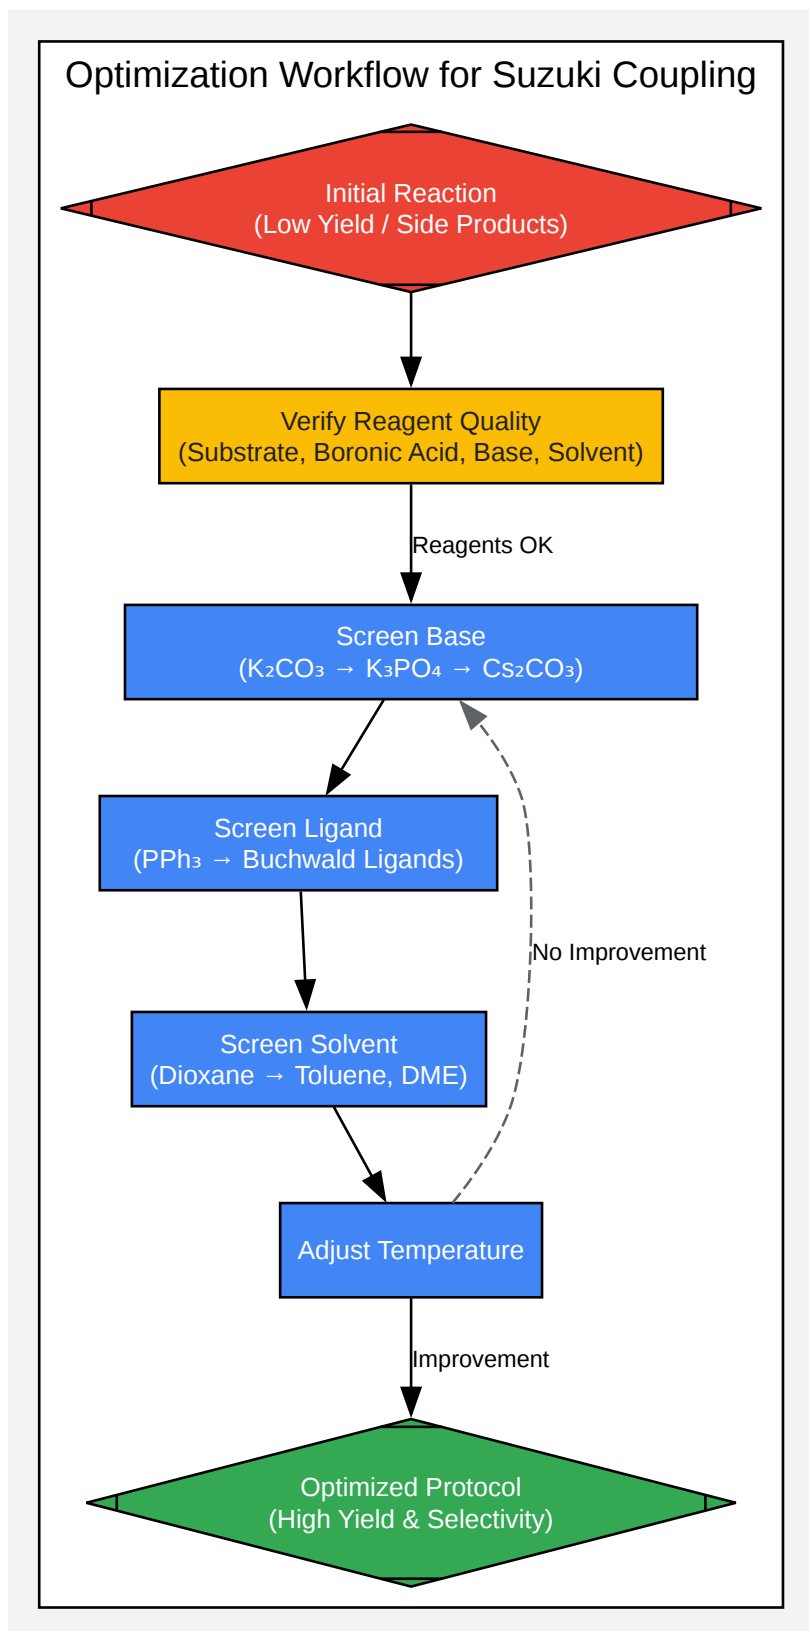 Optimization Workflow for Suzuki Coupling
Initial Reaction
(Low Yield / Side Products)
Verify Reagent Quality
(Substrate, Boronic Acid, Base, Solvent)
Reagents OK
Screen Base
(K₂CO₃ → K₃PO₄ → Cs₂CO₃)
Screen Ligand
(PPh₃ → Buchwald Ligands)
No Improvement
Screen Solvent
(Dioxane → Toluene, DME)
Adjust Temperature
Improvement
Optimized Protocol
(High Yield & Selectivity)